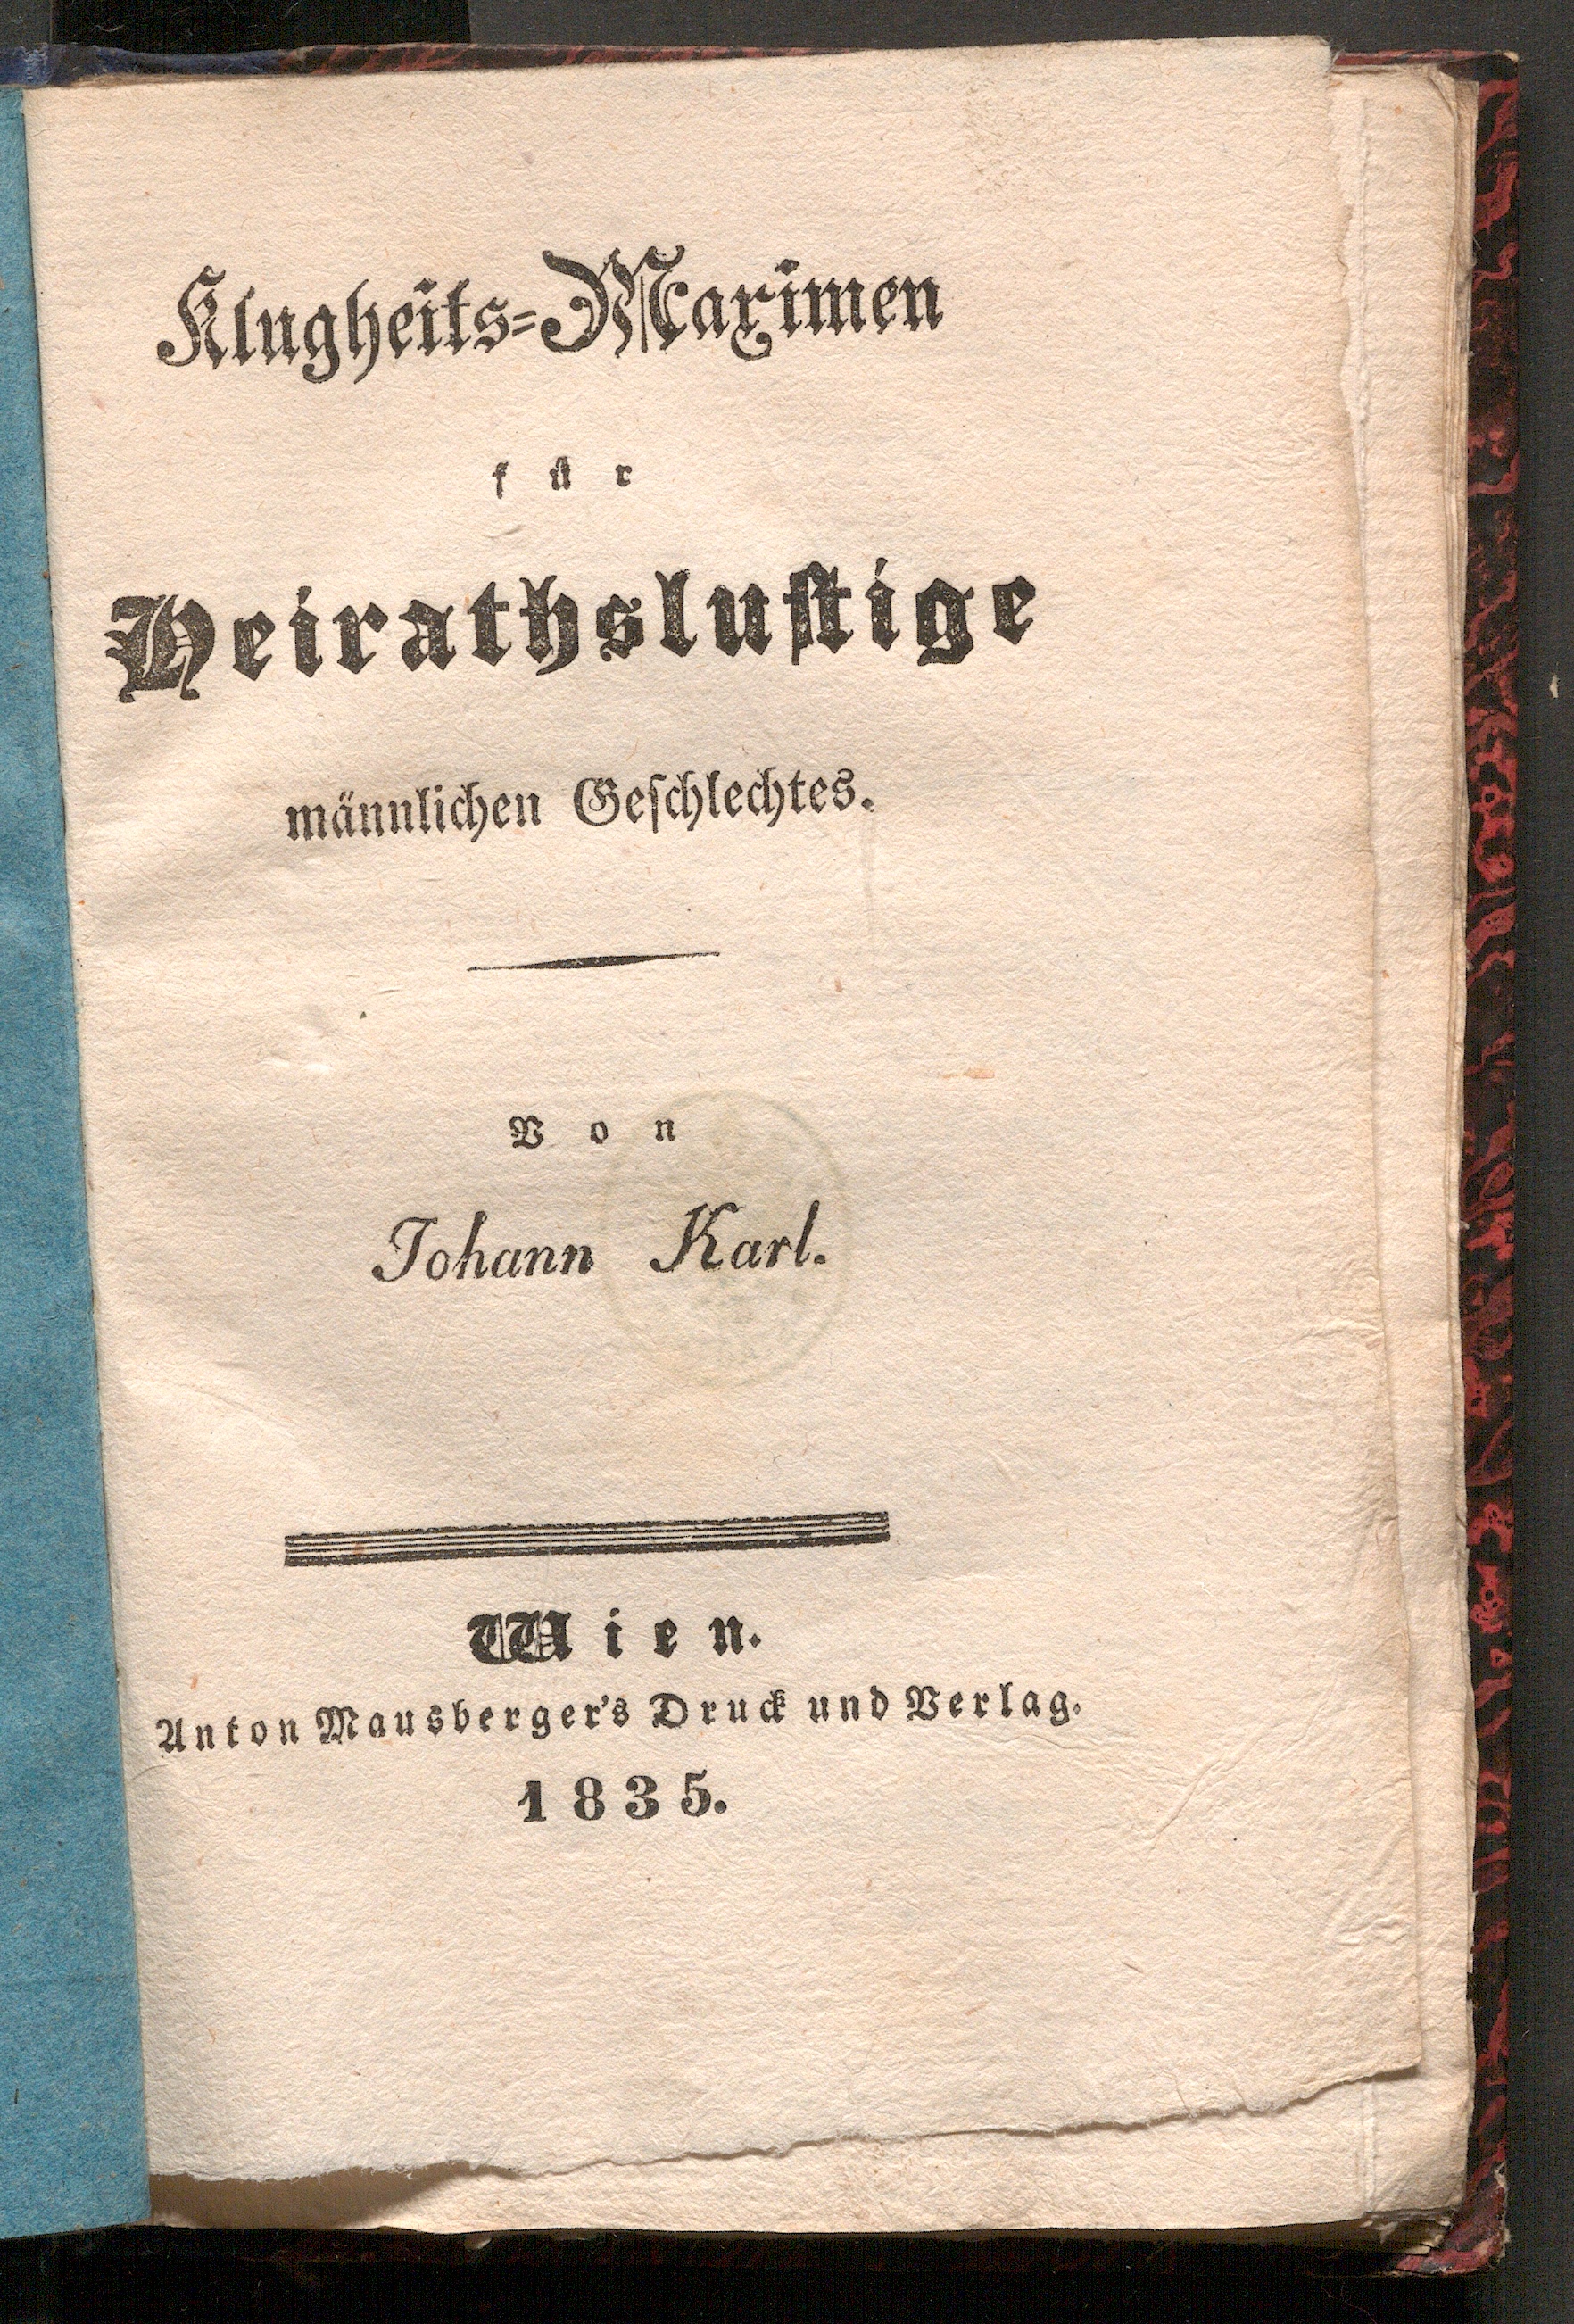 Klugheits-Maximen
für
Heirathslustige
männlichen Geschlechtes.
Von
Johann Karl.
Wien.
Anton Mausberger's Druck und Verlag.
1835.